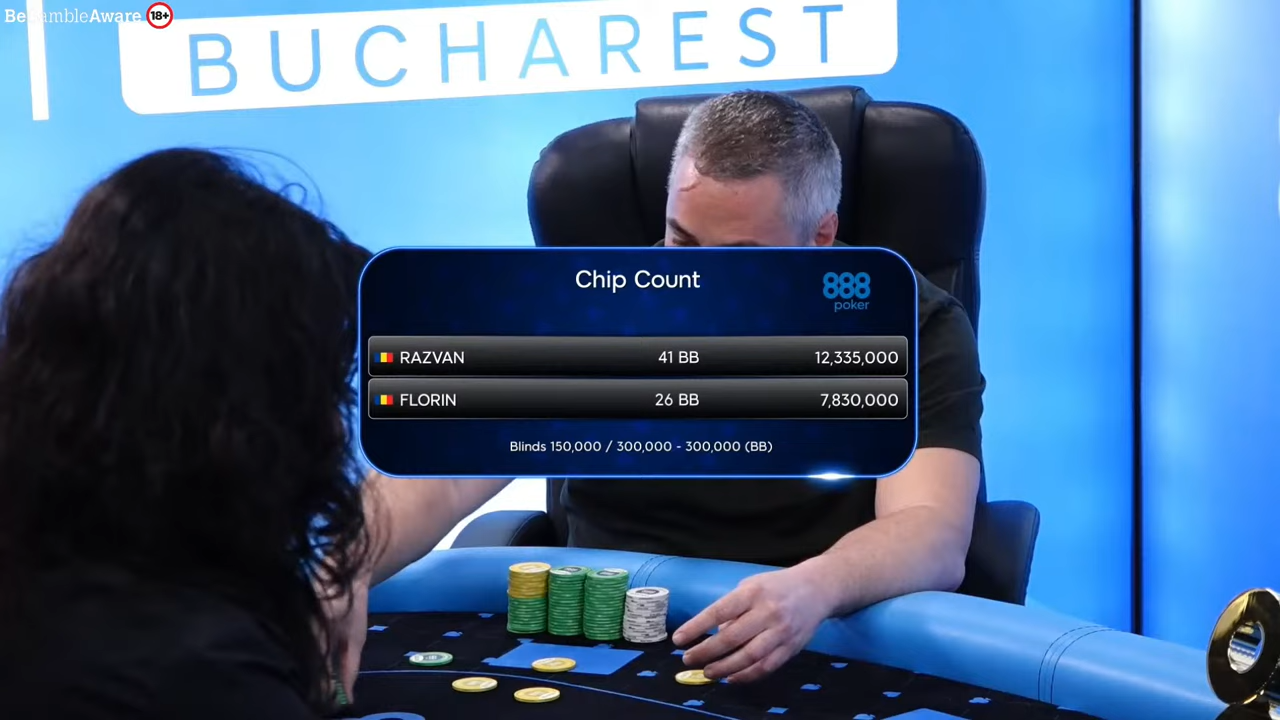 BeGambleAware 18+
BUCHAREST
Chip Count
888
poker
RAZVAN 41 BB 12,335,000
FLORIN 26 BB 7,830,000
Blinds 150,000 / 300,000 - 300,000 (BB)